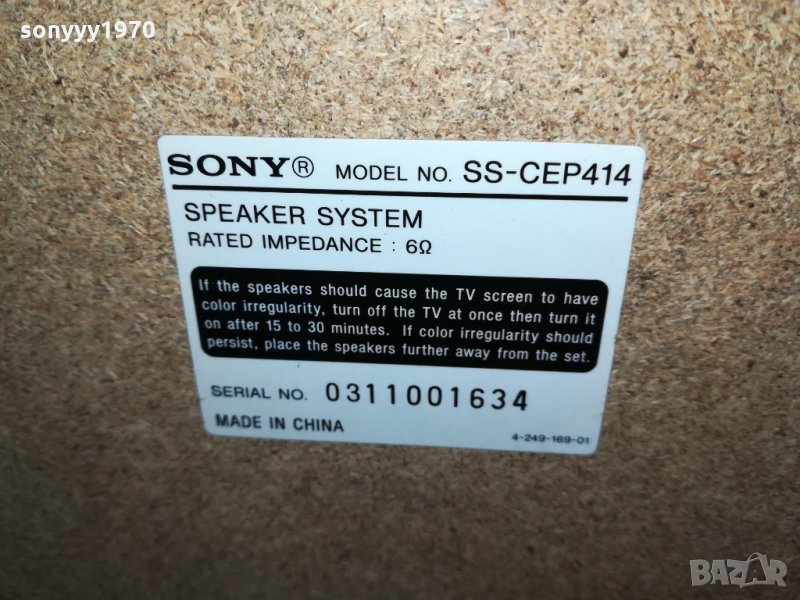 sonyyy1970
SONY® MODEL NO. SS-CEP414
SPEAKER SYSTEM
RATED IMPEDANCE : 6Ω
If the speakers should cause the TV screen to have
color irregularity, turn off the TV at once then turn it
on after 15 to 30 minutes. If color irregularity should
persist, place the speakers further away from the set.
SERIAL NO. 0311001634
MADE IN CHINA
4-249-169-01
BAZAR